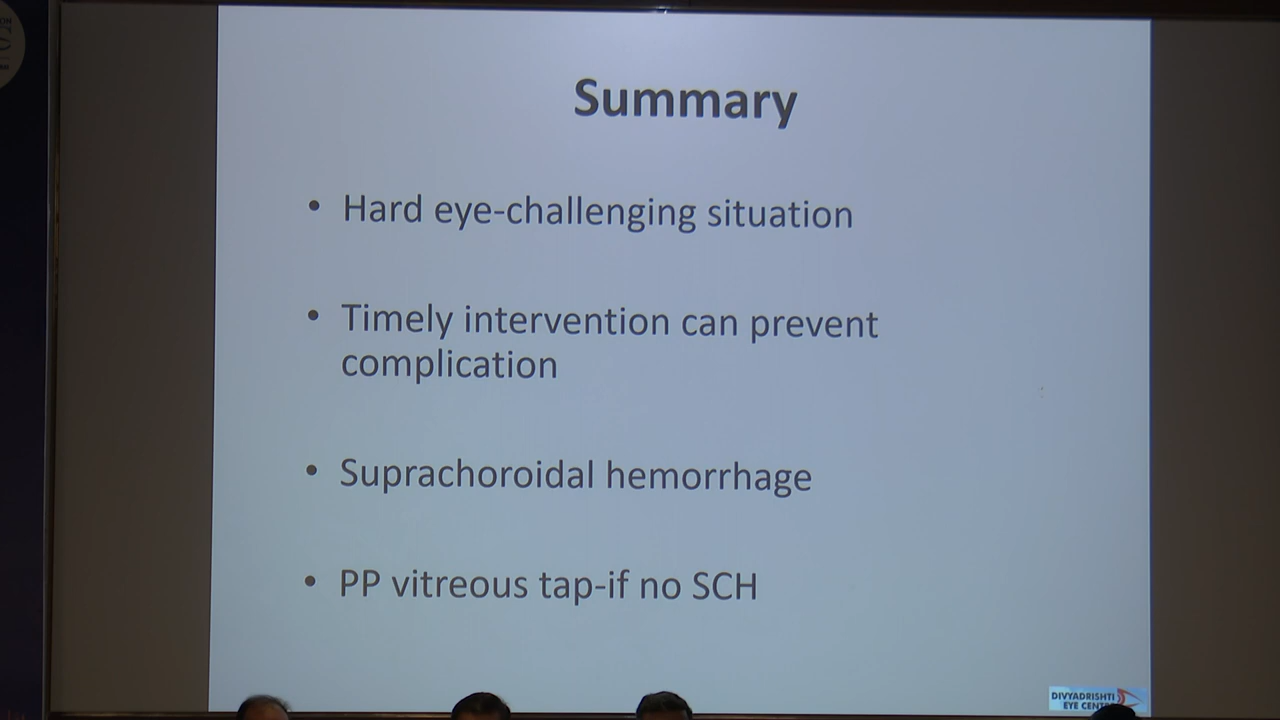 Summary
• Hard eye-challenging situation
• Timely intervention can prevent
complication
• Suprachoroidal hemorrhage
• PP vitreous tap-if no SCH
DIVYADRISHTI
EYE